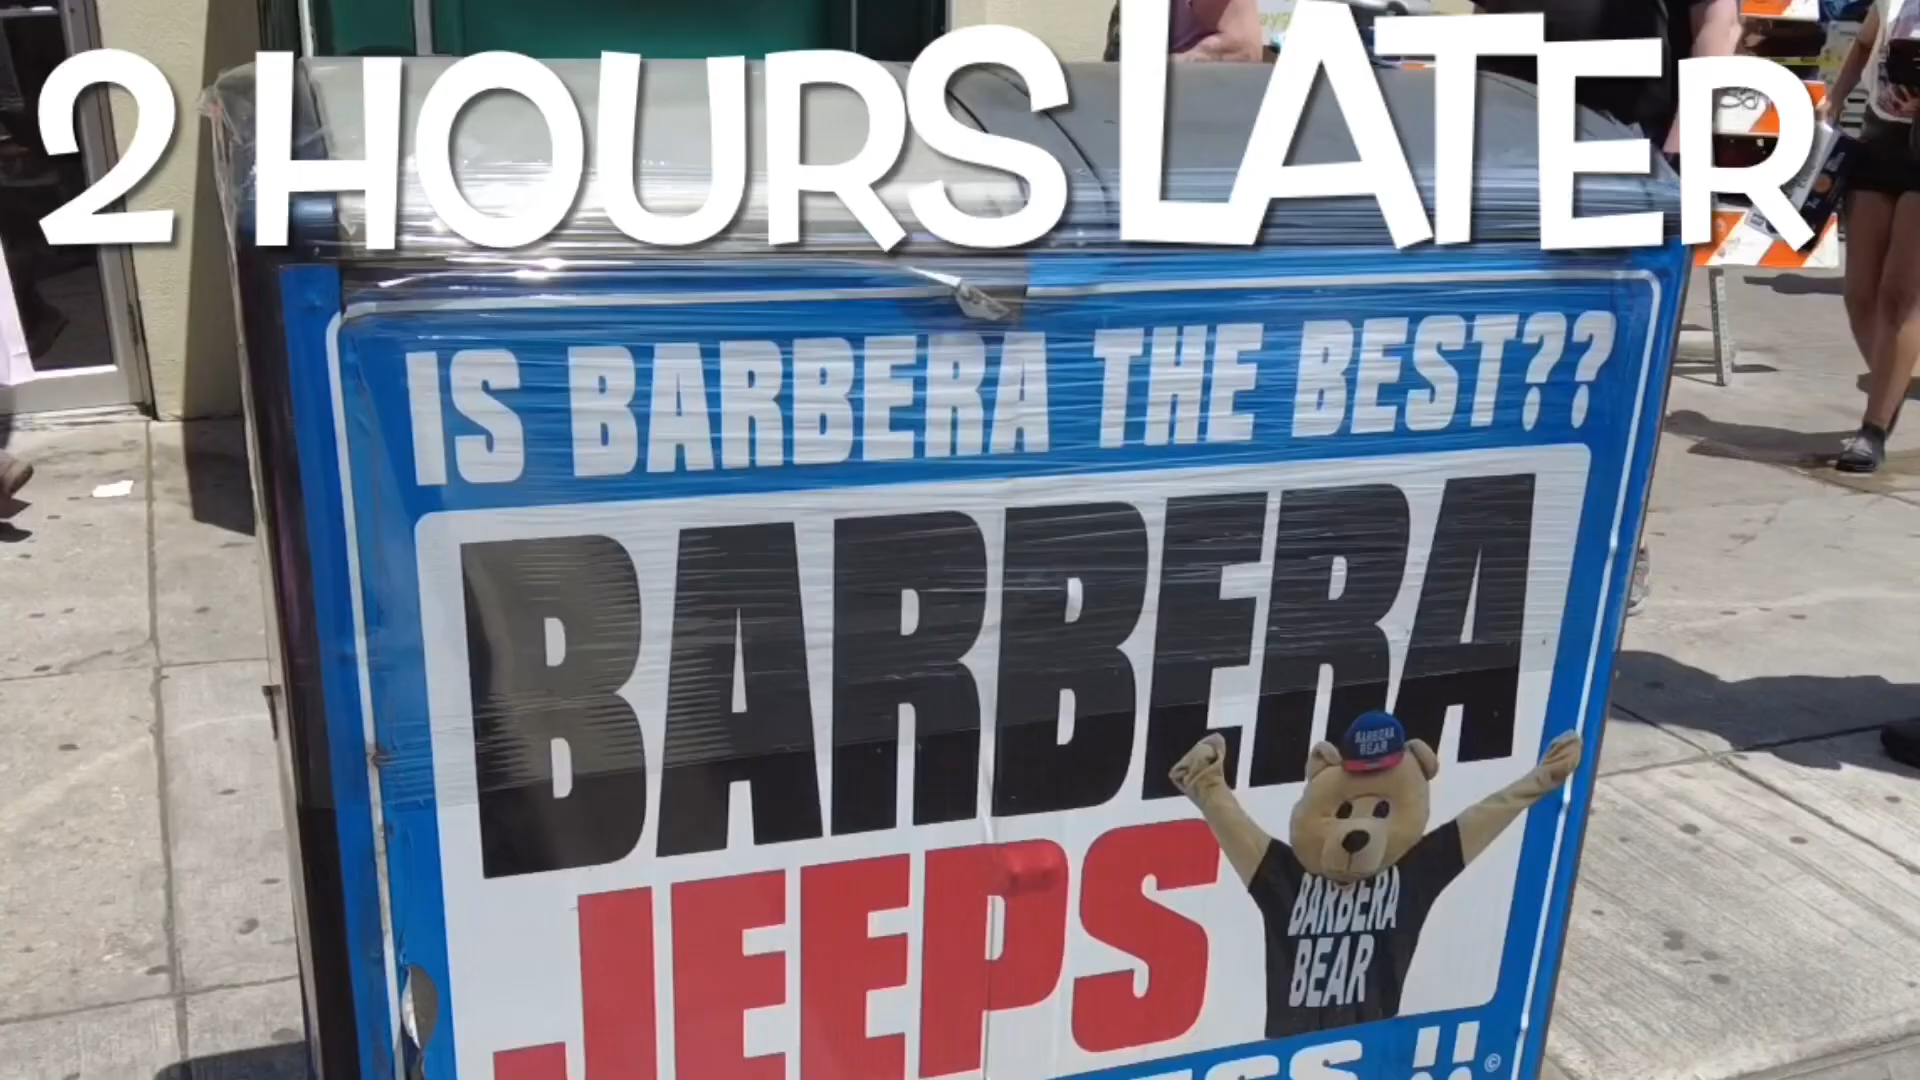 2 HOURS LATER
IS BARBERA THE BEST??
BARBERA
JEEPS
BARBERA
BEAR
BARBERA
BEAR
©